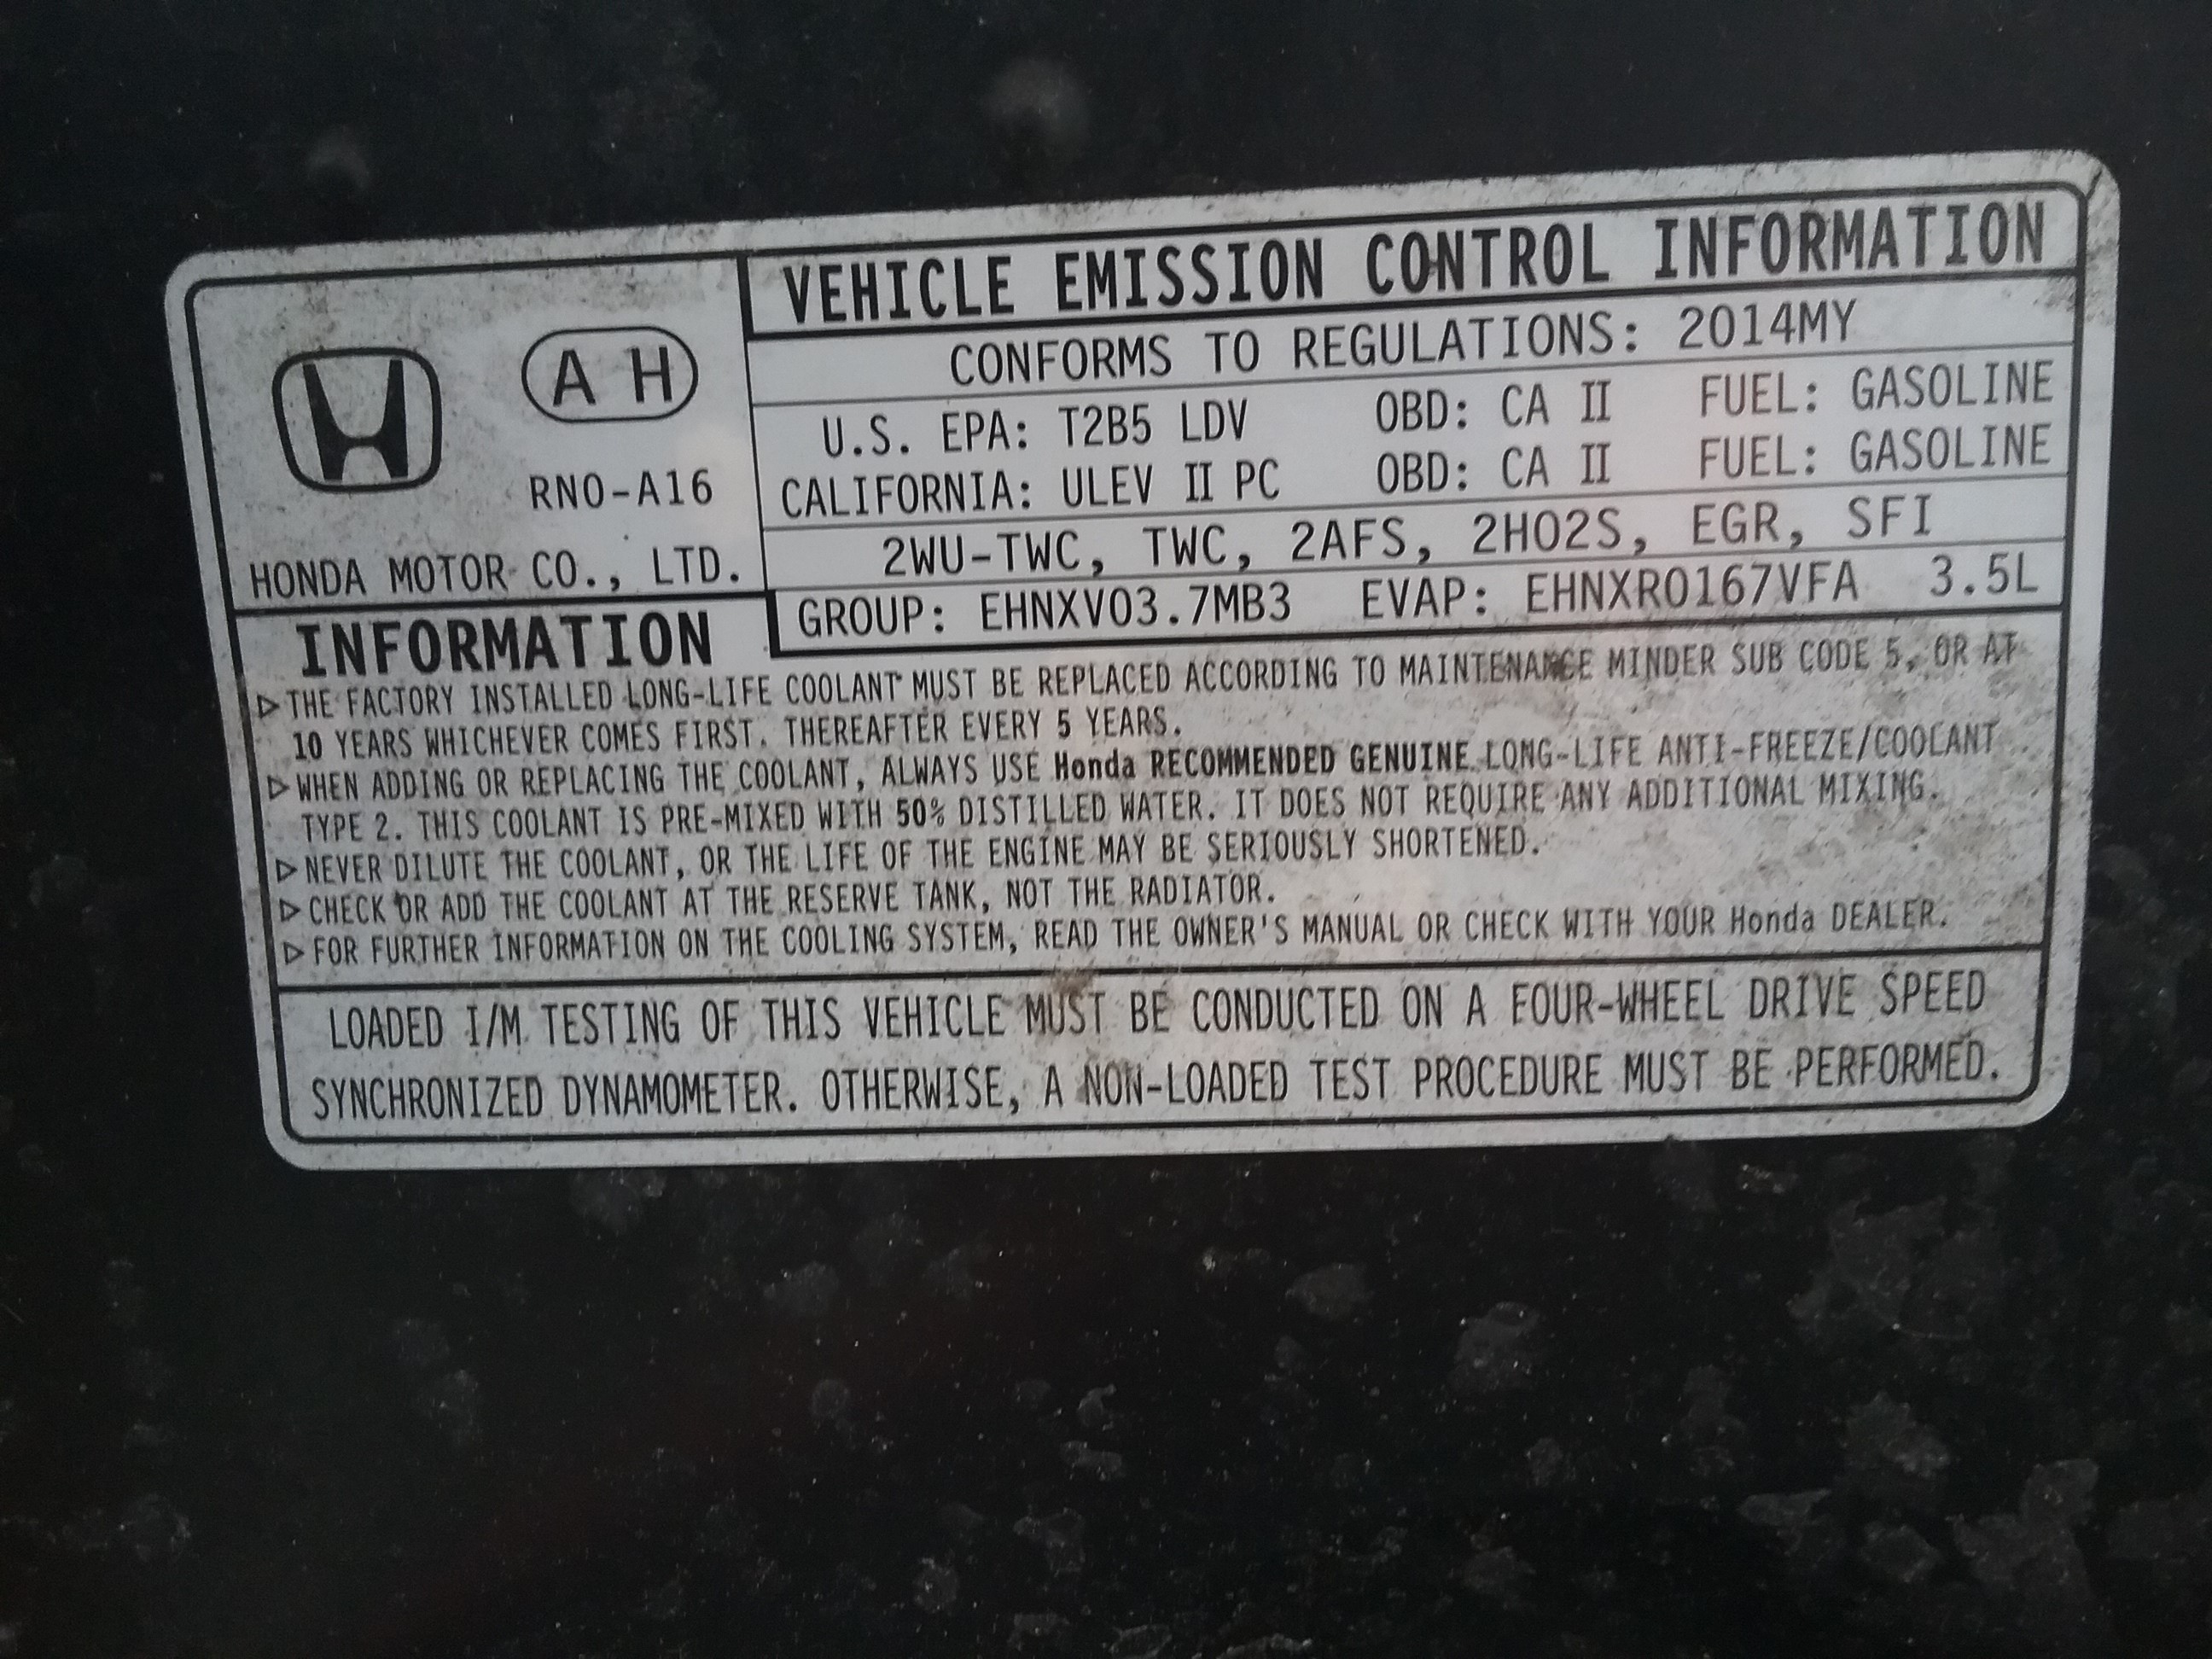 VEHICLE EMISSION CONTROL INFORMATION
CONFORMS TO REGULATIONS: 2014MY
U.S. EPA: T2B5 LDV OBD: CA II FUEL: GASOLINE
CALIFORNIA: ULEV II PC OBD: CA II FUEL: GASOLINE
2WU-TWC, TWC, 2AFS, 2HO2S, EGR, SFI
GROUP: EHNXV03.7MB3 EVAP: EHNXR0167VFA 3.5L
A H
RN0-A16
HONDA MOTOR CO., LTD.
INFORMATION
▷THE FACTORY INSTALLED LONG-LIFE COOLANT MUST BE REPLACED ACCORDING TO MAINTENANCE MINDER SUB CODE 5, OR AT
10 YEARS WHICHEVER COMES FIRST. THEREAFTER EVERY 5 YEARS.
▷WHEN ADDING OR REPLACING THE COOLANT, ALWAYS USE Honda RECOMMENDED GENUINE LONG-LIFE ANTI-FREEZE/COOLANT
TYPE 2. THIS COOLANT IS PRE-MIXED WITH 50% DISTILLED WATER. IT DOES NOT REQUIRE ANY ADDITIONAL MIXING.
▷NEVER DILUTE THE COOLANT, OR THE LIFE OF THE ENGINE MAY BE SERIOUSLY SHORTENED.
▷CHECK OR ADD THE COOLANT AT THE RESERVE TANK, NOT THE RADIATOR.
▷FOR FURTHER INFORMATION ON THE COOLING SYSTEM, READ THE OWNER'S MANUAL OR CHECK WITH YOUR Honda DEALER.
LOADED I/M TESTING OF THIS VEHICLE MUST BE CONDUCTED ON A FOUR-WHEEL DRIVE SPEED
SYNCHRONIZED DYNAMOMETER. OTHERWISE, A NON-LOADED TEST PROCEDURE MUST BE PERFORMED.